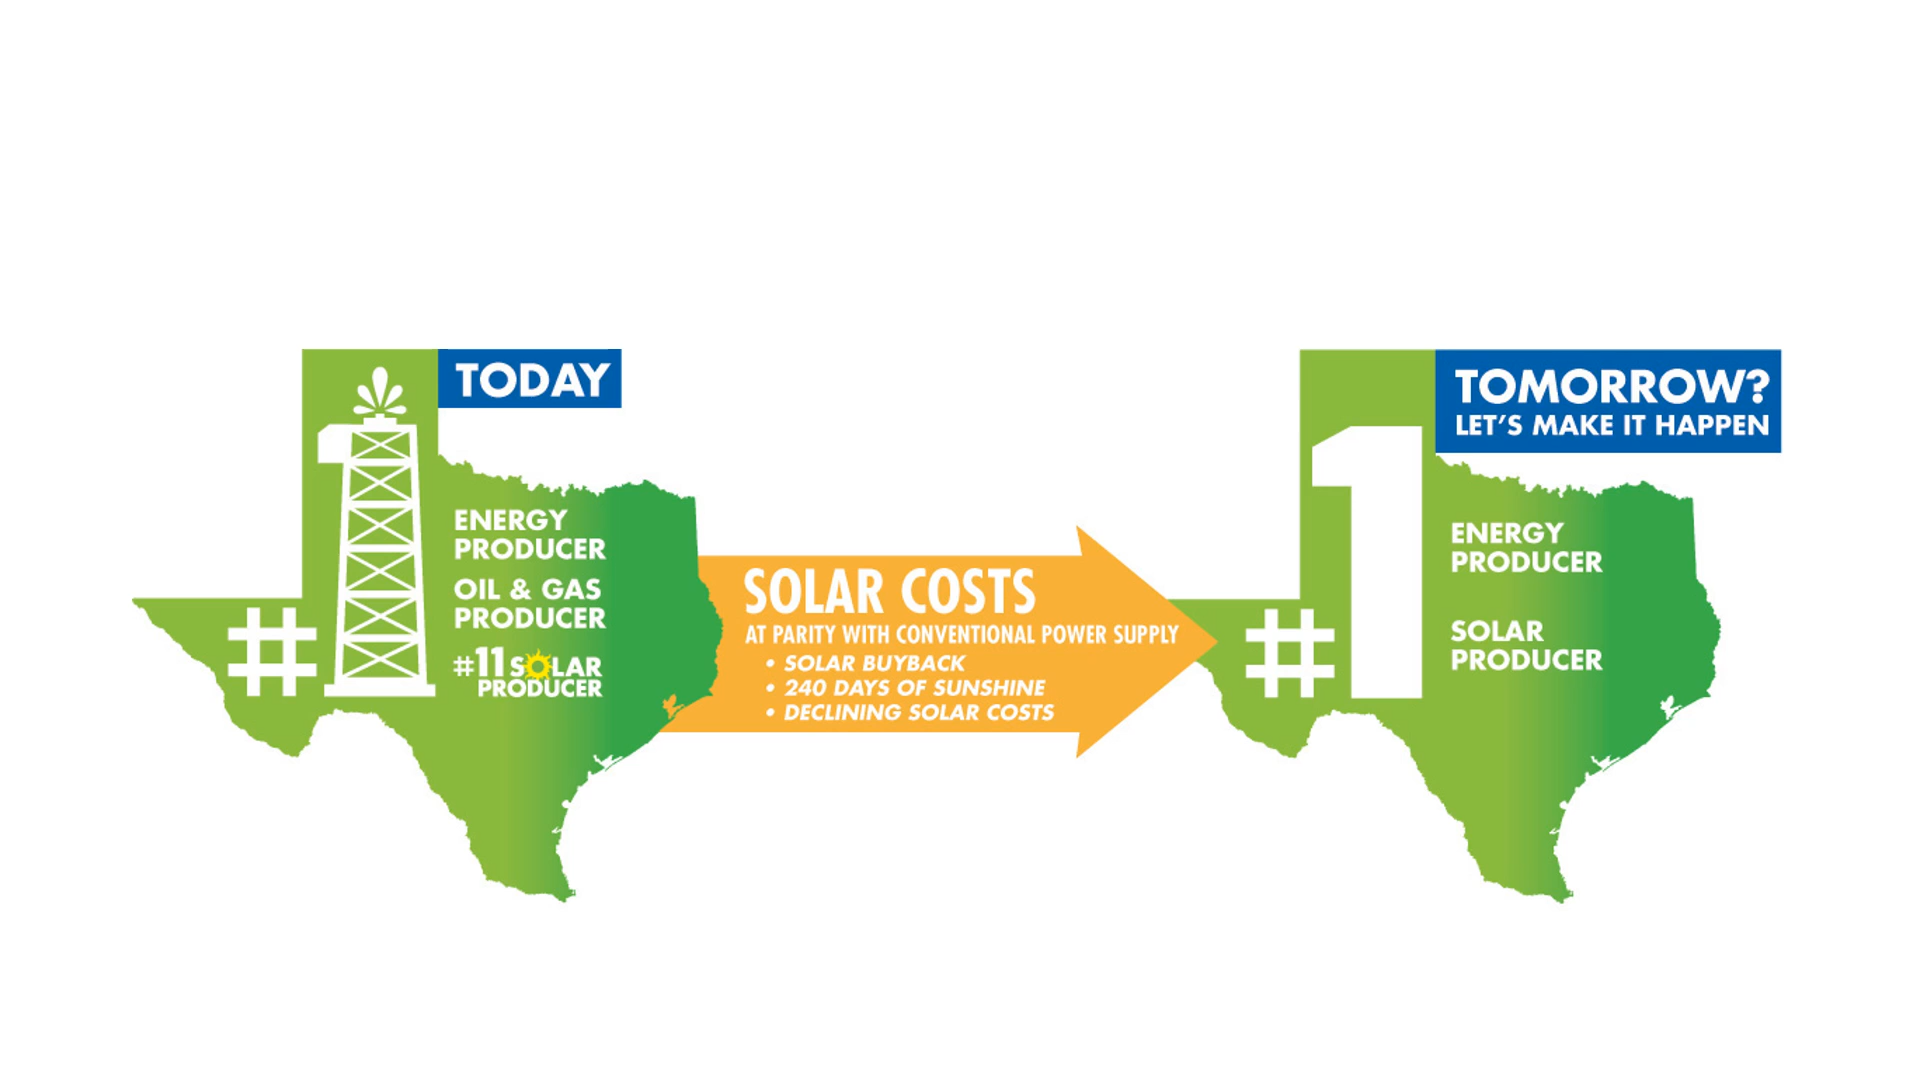 TODAY
#1
ENERGY
PRODUCER
OIL & GAS
PRODUCER
#11 SOLAR
PRODUCER
SOLAR COSTS
AT PARITY WITH CONVENTIONAL POWER SUPPLY
• SOLAR BUYBACK
• 240 DAYS OF SUNSHINE
• DECLINING SOLAR COSTS
TOMORROW?
LET'S MAKE IT HAPPEN
#1
ENERGY
PRODUCER
SOLAR
PRODUCER